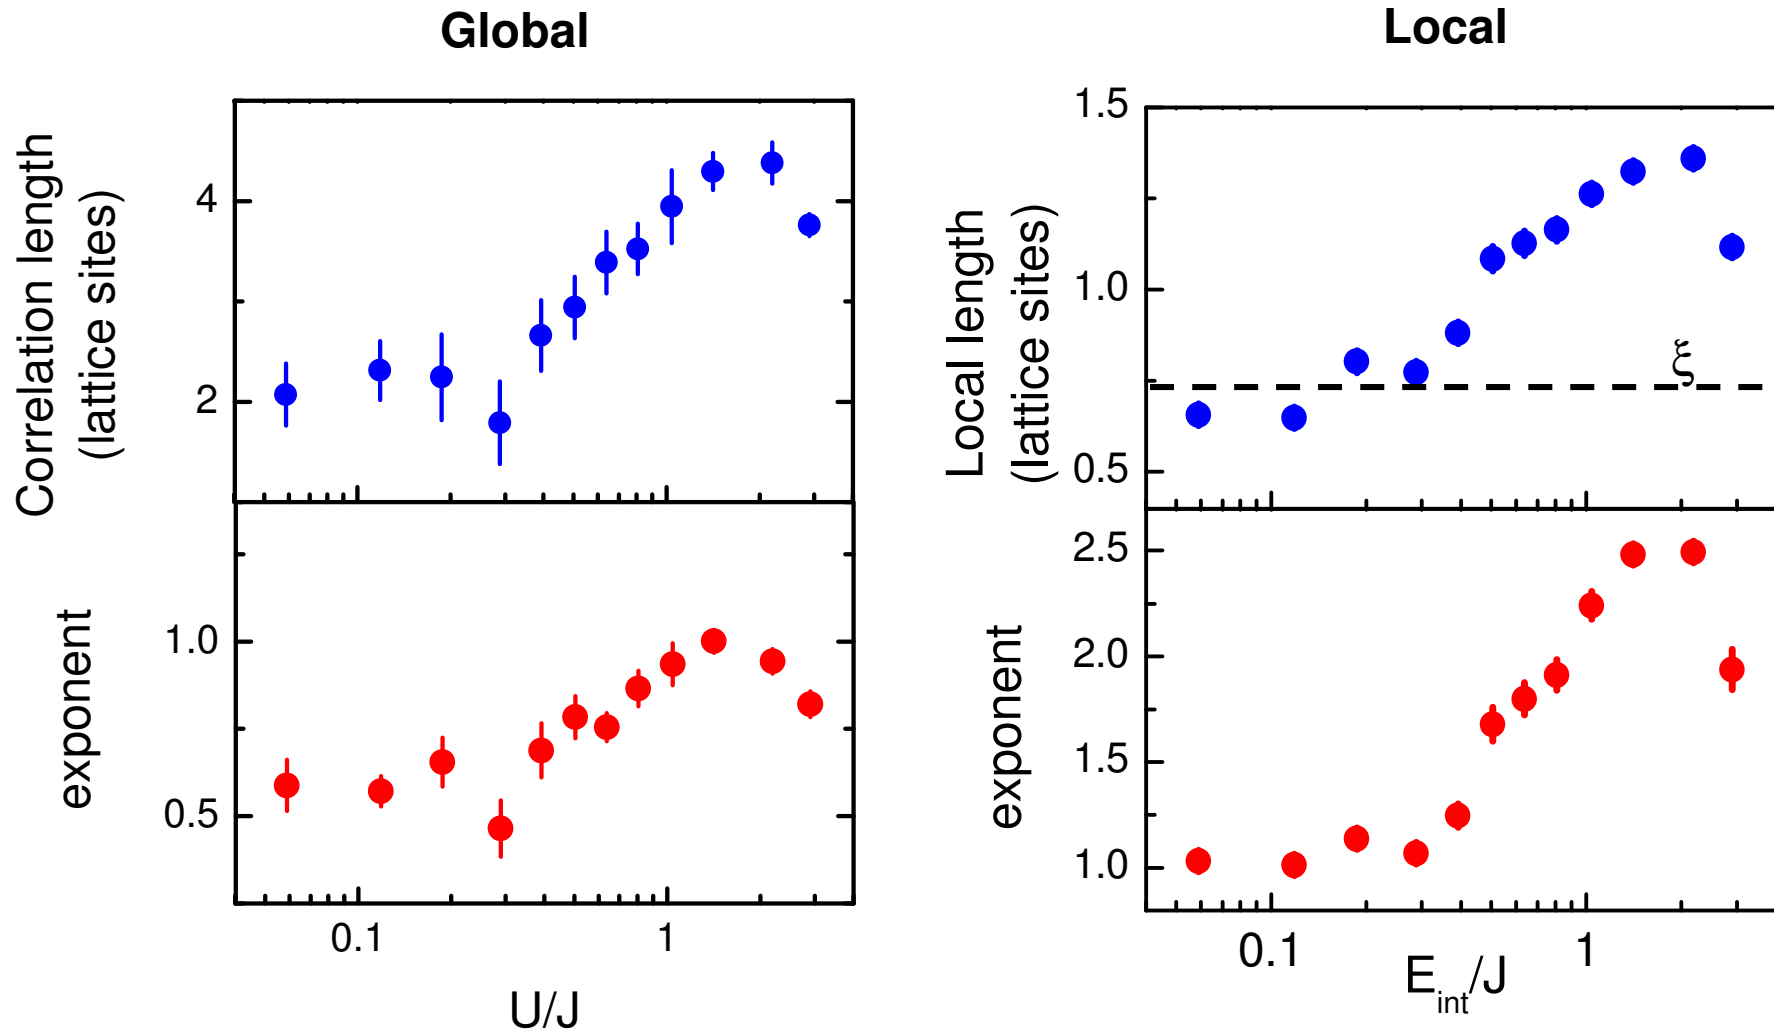 Global
Correlation length
(lattice sites)
4
2
exponent
1.0
0.5
0.1
1
U/J
Local
Local length
(lattice sites)
1.5
1.0
0.5
ξ
exponent
2.5
2.0
1.5
1.0
0.1
1
E_int/J